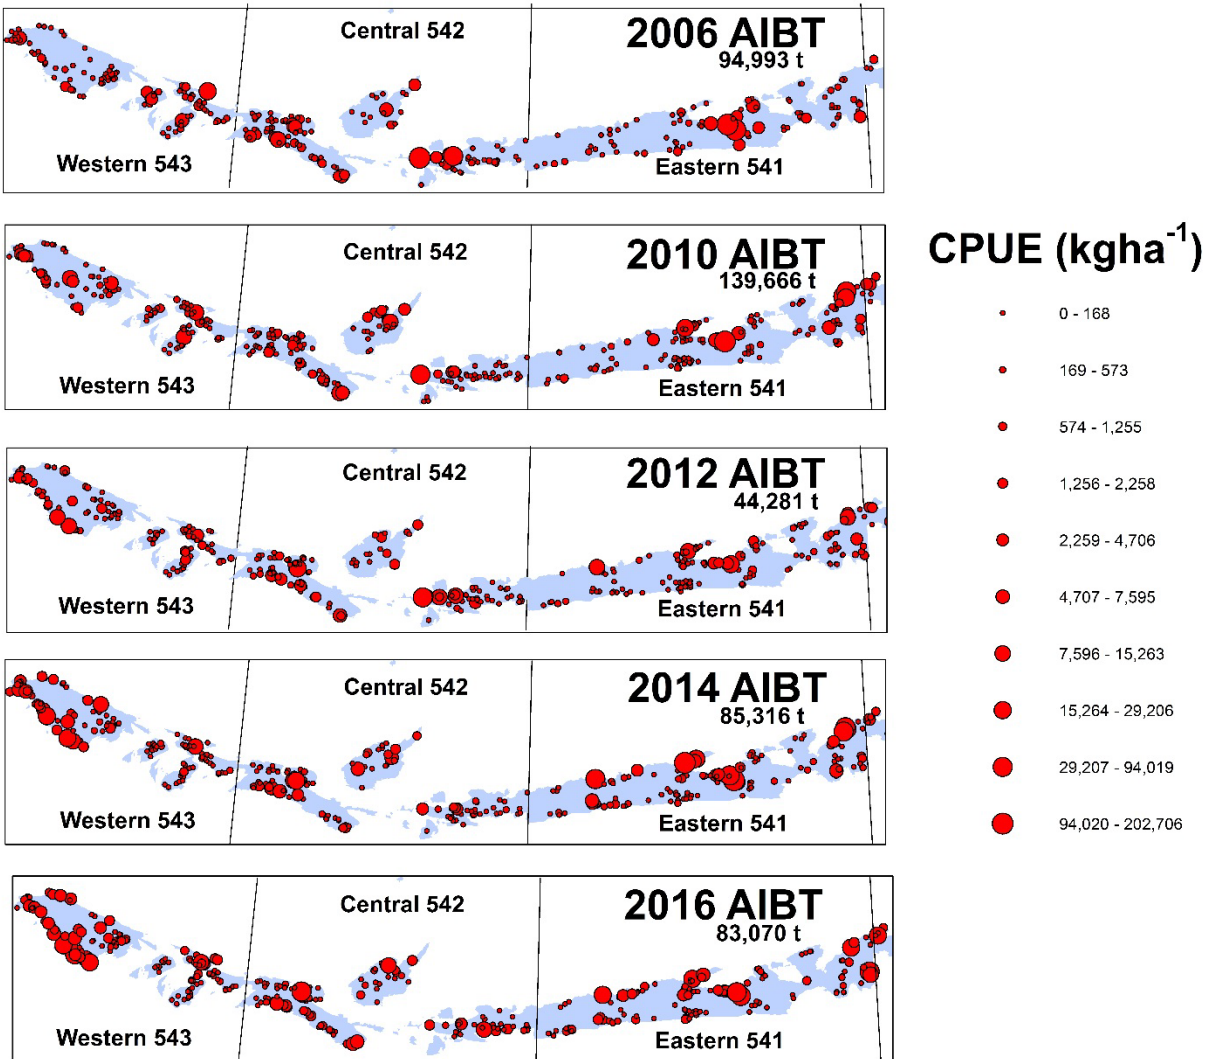 Central 542
2006 AIBT
94,993 t
Western 543
Eastern 541
Central 542
2010 AIBT
139,666 t
Western 543
Eastern 541
Central 542
2012 AIBT
44,281 t
Western 543
Eastern 541
Central 542
2014 AIBT
85,316 t
Western 543
Eastern 541
Central 542
2016 AIBT
83,070 t
Western 543
Eastern 541
CPUE (kgha⁻¹)
0 - 168
169 - 573
574 - 1,255
1,256 - 2,258
2,259 - 4,706
4,707 - 7,595
7,596 - 15,263
15,264 - 29,206
29,207 - 94,019
94,020 - 202,706